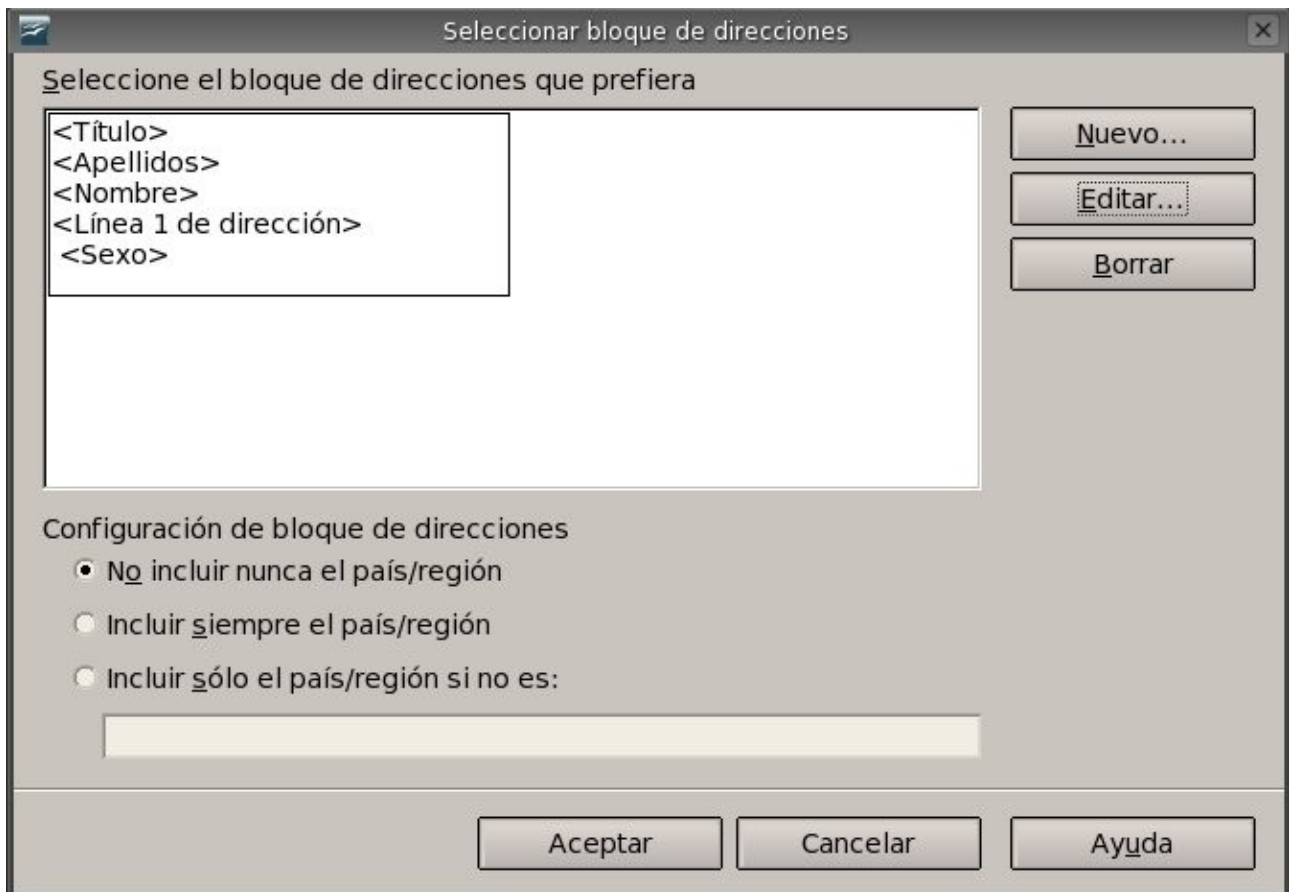 Seleccionar bloque de direcciones
Seleccione el bloque de direcciones que prefiera
<Título>
<Apellidos>
<Nombre>
<Línea 1 de dirección>
<Sexo>
Nuevo...
Editar...
Borrar
Configuración de bloque de direcciones
No incluir nunca el país/región
Incluir siempre el país/región
Incluir sólo el país/región si no es:
Aceptar
Cancelar
Ayuda